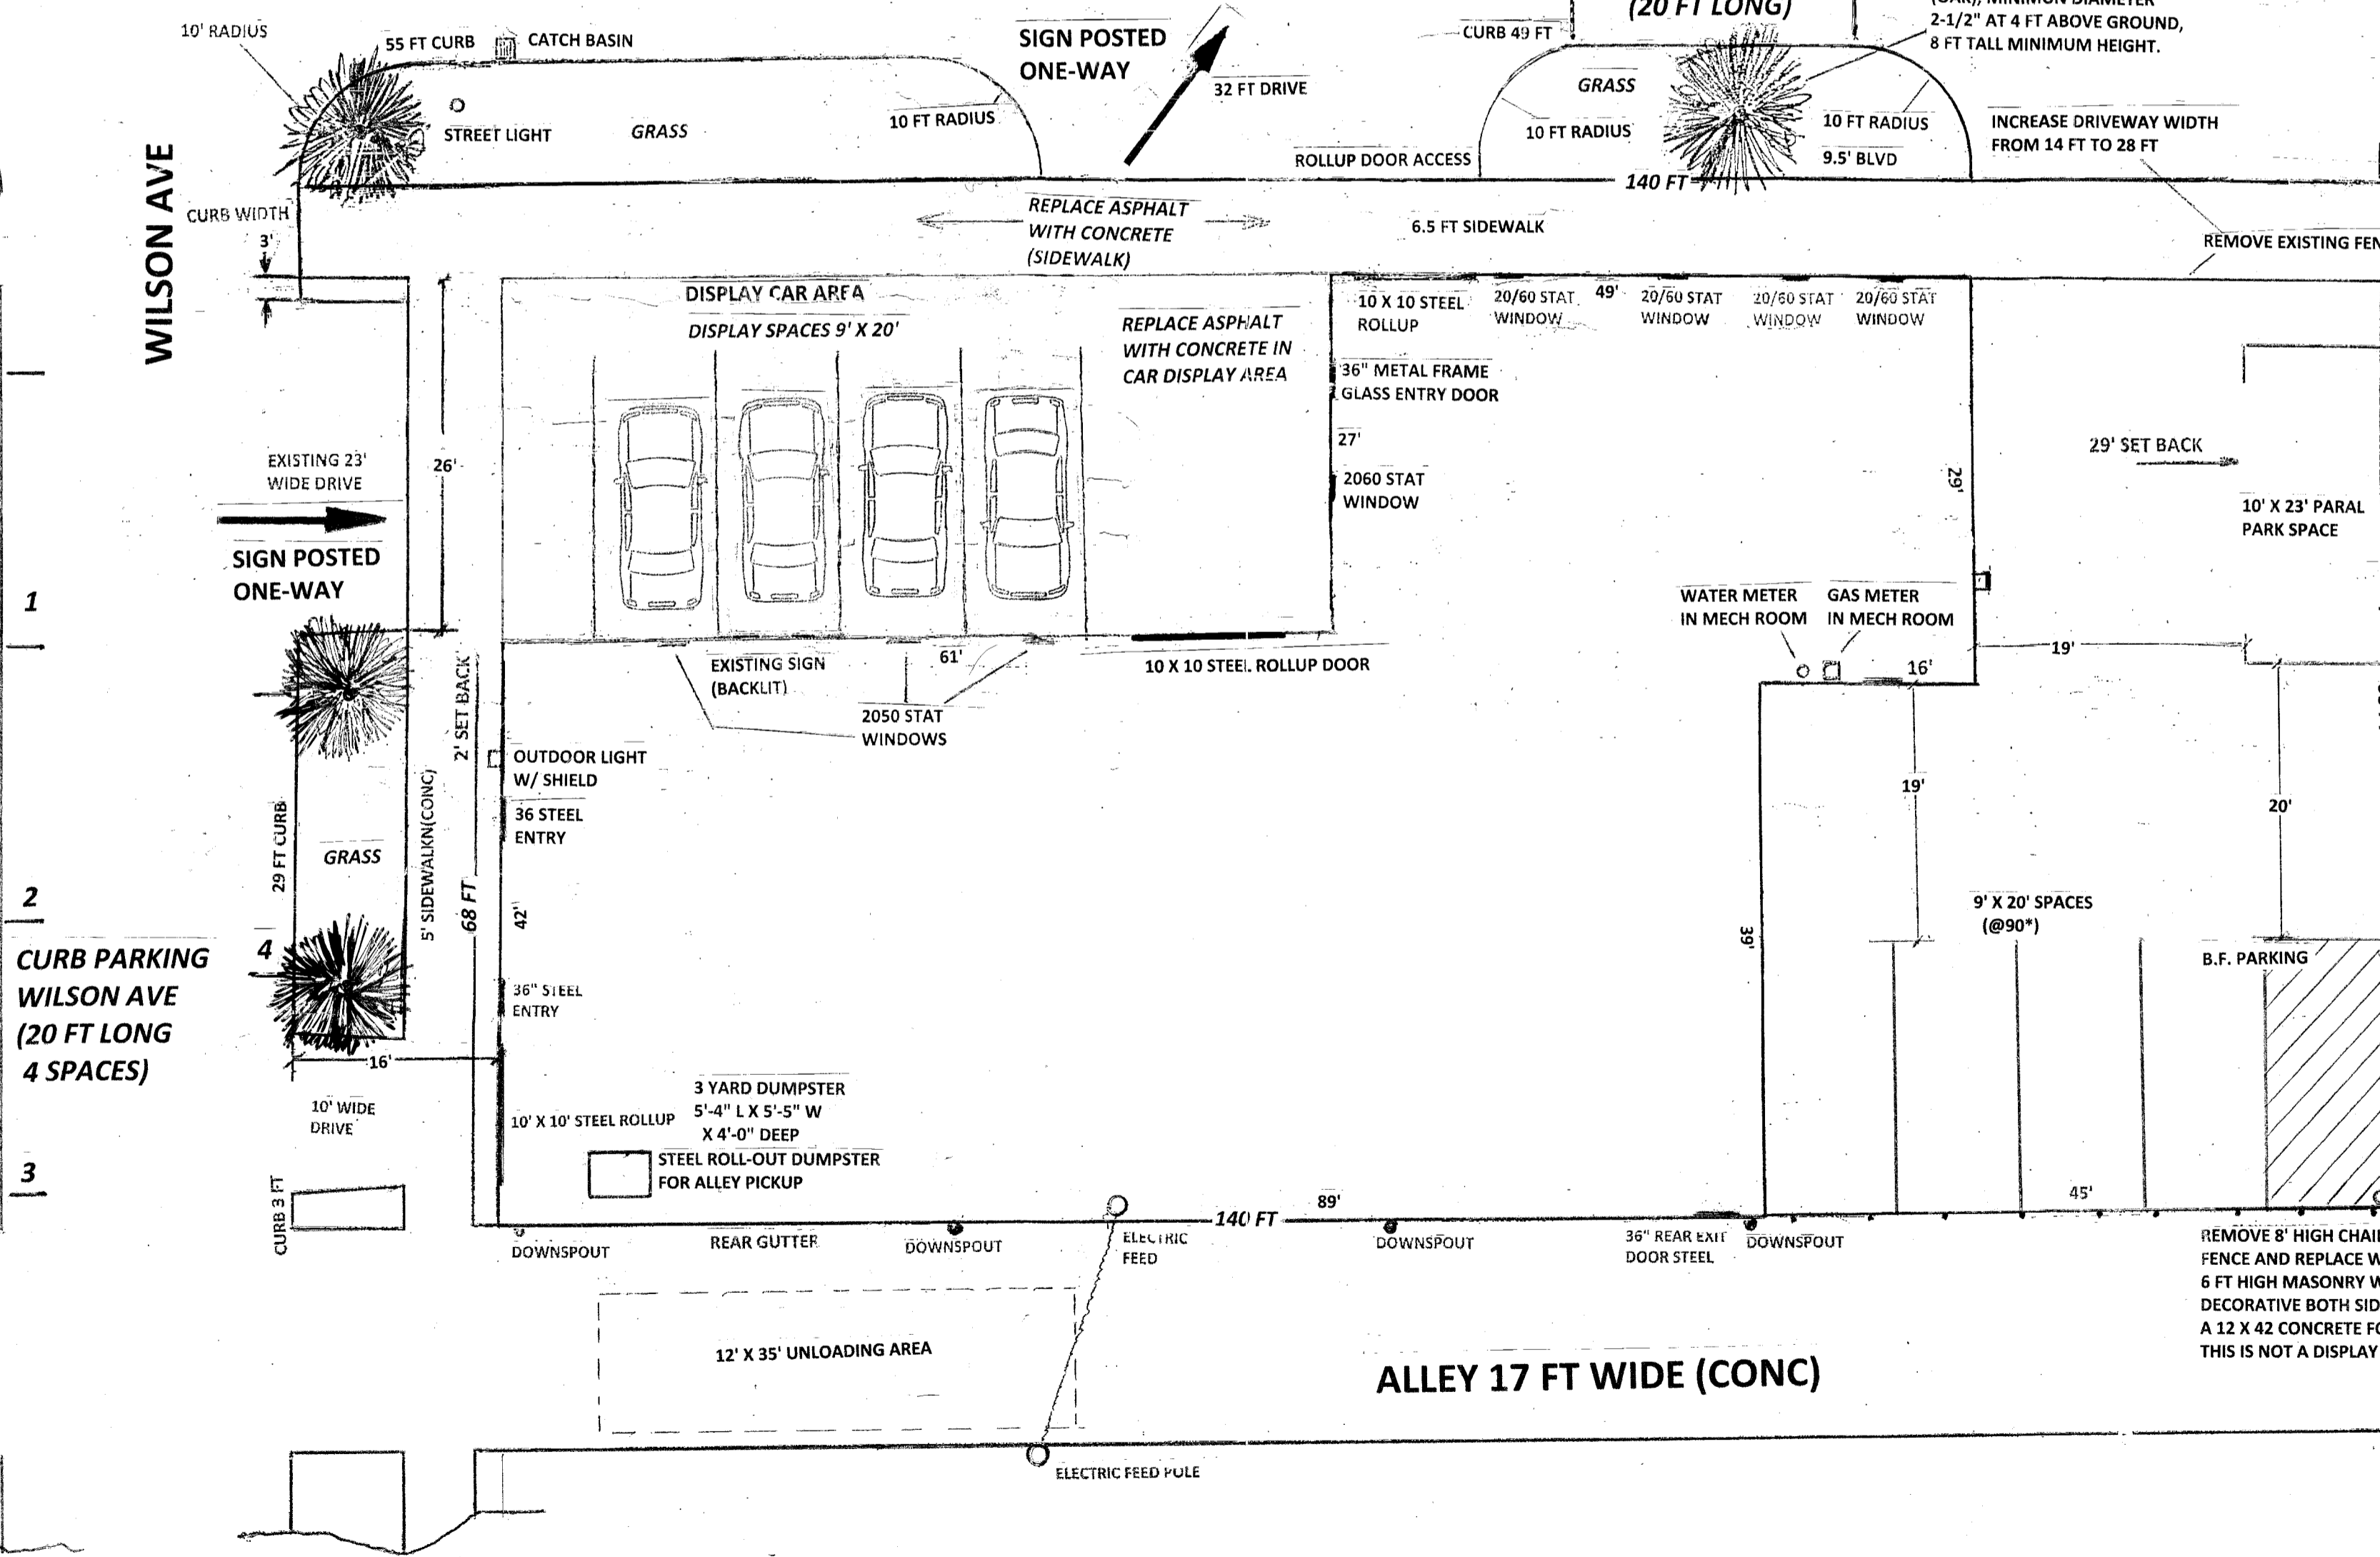 10' RADIUS
55 FT CURB
CATCH BASIN
SIGN POSTED
ONE-WAY
32 FT DRIVE
CURB 49 FT
(20 FT LONG)
2-1/2" AT 4 FT ABOVE GROUND,
8 FT TALL MINIMUM HEIGHT.
STREET LIGHT
GRASS
10 FT RADIUS
ROLLUP DOOR ACCESS
GRASS
10 FT RADIUS
10 FT RADIUS
9.5' BLVD
INCREASE DRIVEWAY WIDTH
FROM 14 FT TO 28 FT
140 FT
WILSON AVE
CURB WIDTH
3'
REPLACE ASPHALT
WITH CONCRETE
(SIDEWALK)
6.5 FT SIDEWALK
REMOVE EXISTING FEN
DISPLAY CAR AREA
DISPLAY SPACES 9' X 20'
REPLACE ASPHALT
WITH CONCRETE IN
CAR DISPLAY AREA
10 X 10 STEEL
ROLLUP
20/60 STAT
WINDOW
49'
20/60 STAT
WINDOW
20/60 STAT
WINDOW
20/60 STAT
WINDOW
36" METAL FRAME
GLASS ENTRY DOOR
27'
2060 STAT
WINDOW
29'
29' SET BACK
10' X 23' PARAL
PARK SPACE
EXISTING 23'
WIDE DRIVE
26'
SIGN POSTED
ONE-WAY
1
WATER METER
IN MECH ROOM
GAS METER
IN MECH ROOM
EXISTING SIGN
(BACKLIT)
61'
10 X 10 STEEL ROLLUP DOOR
16'
19'
2050 STAT
WINDOWS
2' SET BACK
OUTDOOR LIGHT
W/ SHIELD
36 STEEL
ENTRY
19'
20'
29 FT CURB
GRASS
5' SIDEWALKN(CONC)
68 FT
42'
2
4
CURB PARKING
WILSON AVE
(20 FT LONG
4 SPACES)
39'
9' X 20' SPACES
(@90*)
B.F. PARKING
36" STEEL
ENTRY
16'
10' WIDE
DRIVE
10' X 10' STEEL ROLLUP
3 YARD DUMPSTER
5'-4" L X 5'-5" W
X 4'-0" DEEP
STEEL ROLL-OUT DUMPSTER
FOR ALLEY PICKUP
3
CURB 3 FT
140 FT
89'
45'
DOWNSPOUT
REAR GUTTER
DOWNSPOUT
ELECTRIC
FEED
DOWNSPOUT
36" REAR EXIT
DOOR STEEL
DOWNSPOUT
REMOVE 8' HIGH CHAI
FENCE AND REPLACE W
6 FT HIGH MASONRY W
DECORATIVE BOTH SID
A 12 X 42 CONCRETE FO
THIS IS NOT A DISPLAY
12' X 35' UNLOADING AREA
ALLEY 17 FT WIDE (CONC)
ELECTRIC FEED POLE